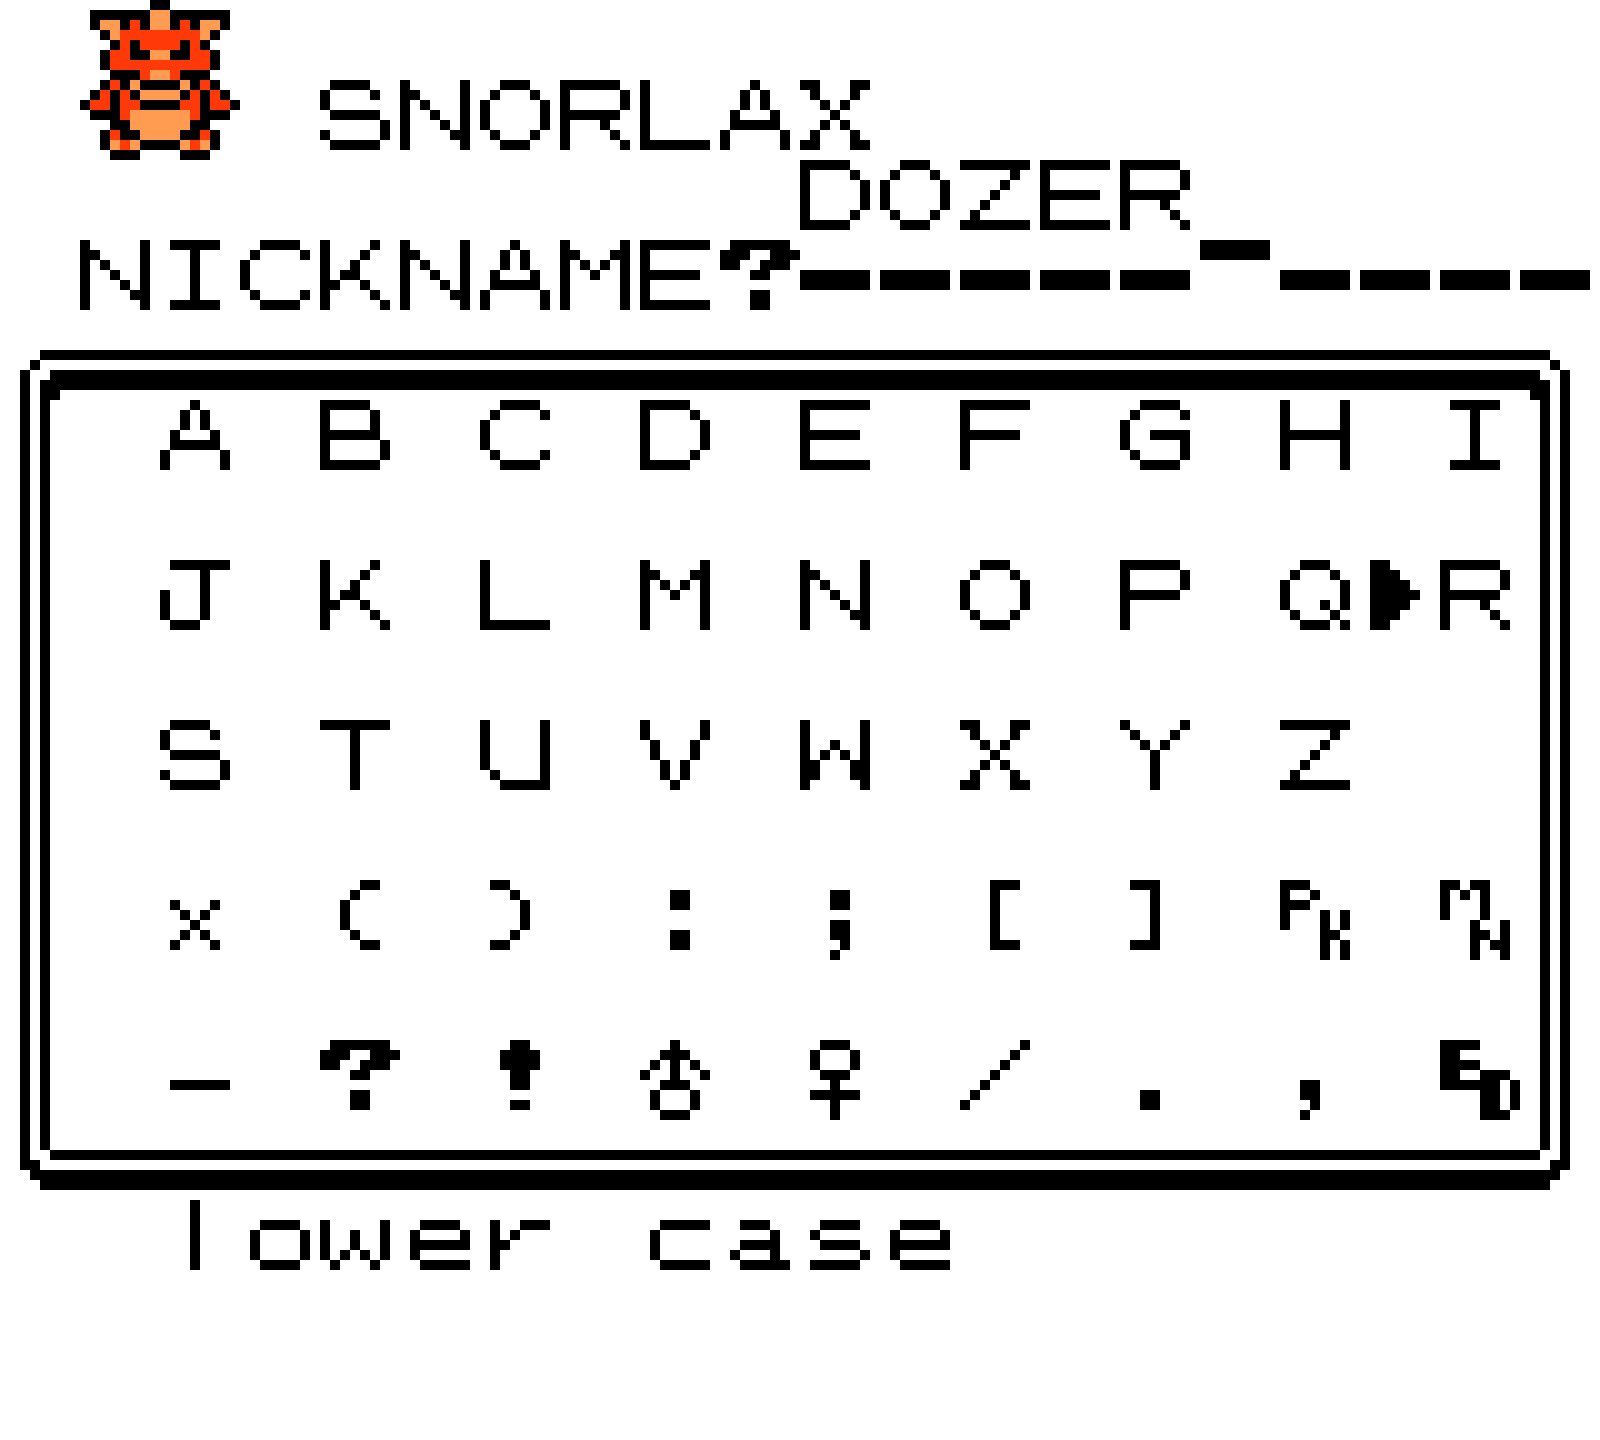 SNORLAX
DOZER
NICKNAME?
A B C D E F G H I
J K L M N O P Q ▶R
S T U V W X Y Z
× ( ) : ; [ ] PK MN
- ? ! ♂ ♀ / . , ED
lower case